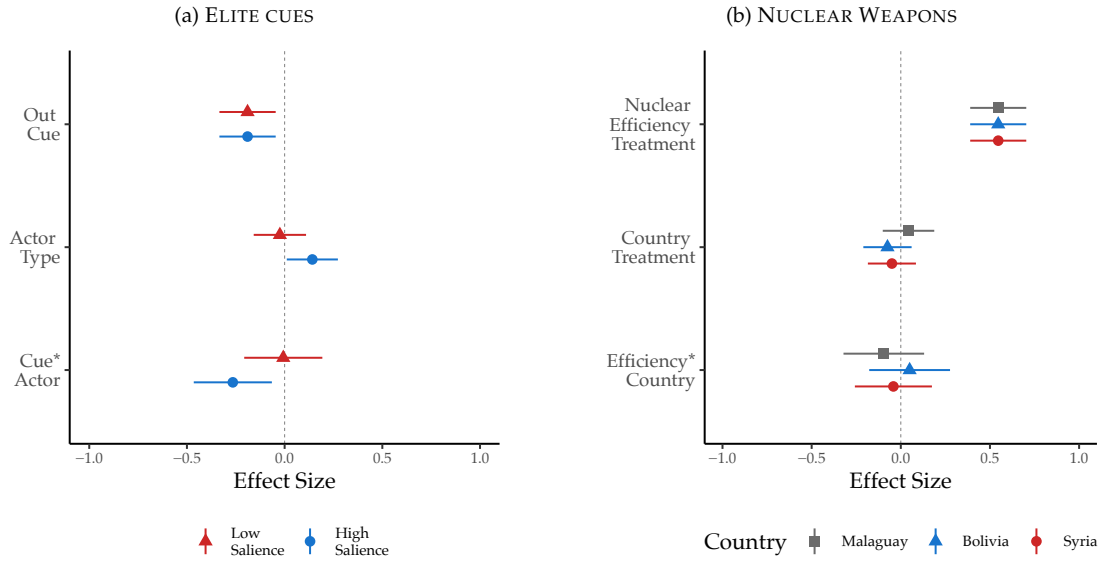 (a) ELITE CUES
Out
Cue
Actor
Type
Cue*
Actor
−1.0
−0.5
0.0
0.5
1.0
Effect Size
Low
Salience
High
Salience
(b) NUCLEAR WEAPONS
Nuclear
Efficiency
Treatment
Country
Treatment
Efficiency*
Country
−1.0
−0.5
0.0
0.5
1.0
Effect Size
Country
Malaguay
Bolivia
Syria